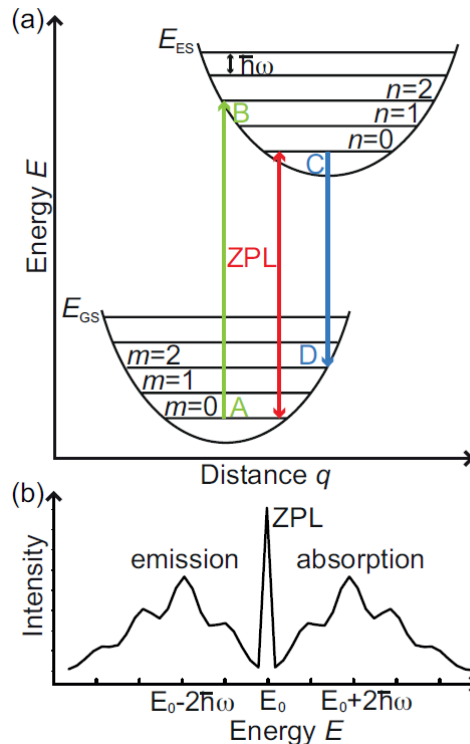 (a)
E_ES
ħω
n=2
B
n=1
n=0
C
Energy E
ZPL
E_GS
m=2
D
m=1
m=0 A
Distance q
(b)
ZPL
emission
absorption
Intensity
E₀-2ħω E₀ E₀+2ħω
Energy E